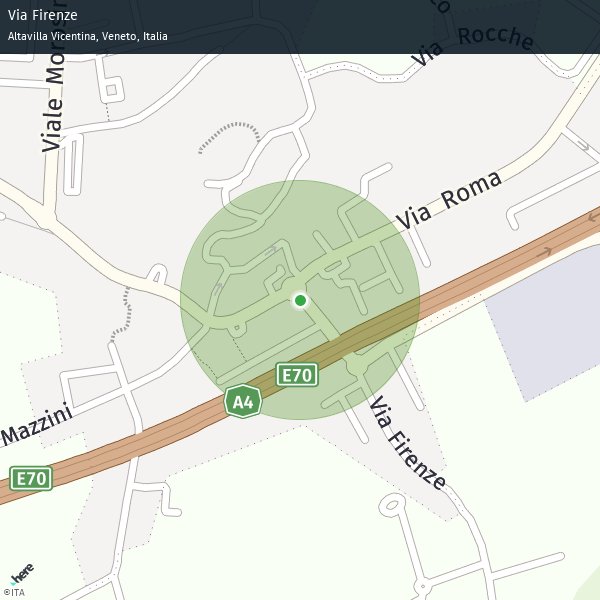 Via Firenze
Altavilla Vicentina, Veneto, Italia
Via Rocche
Viale Moros
Via Roma
E70
A4
Mazzini
Via Firenze
E70
here
©ITA